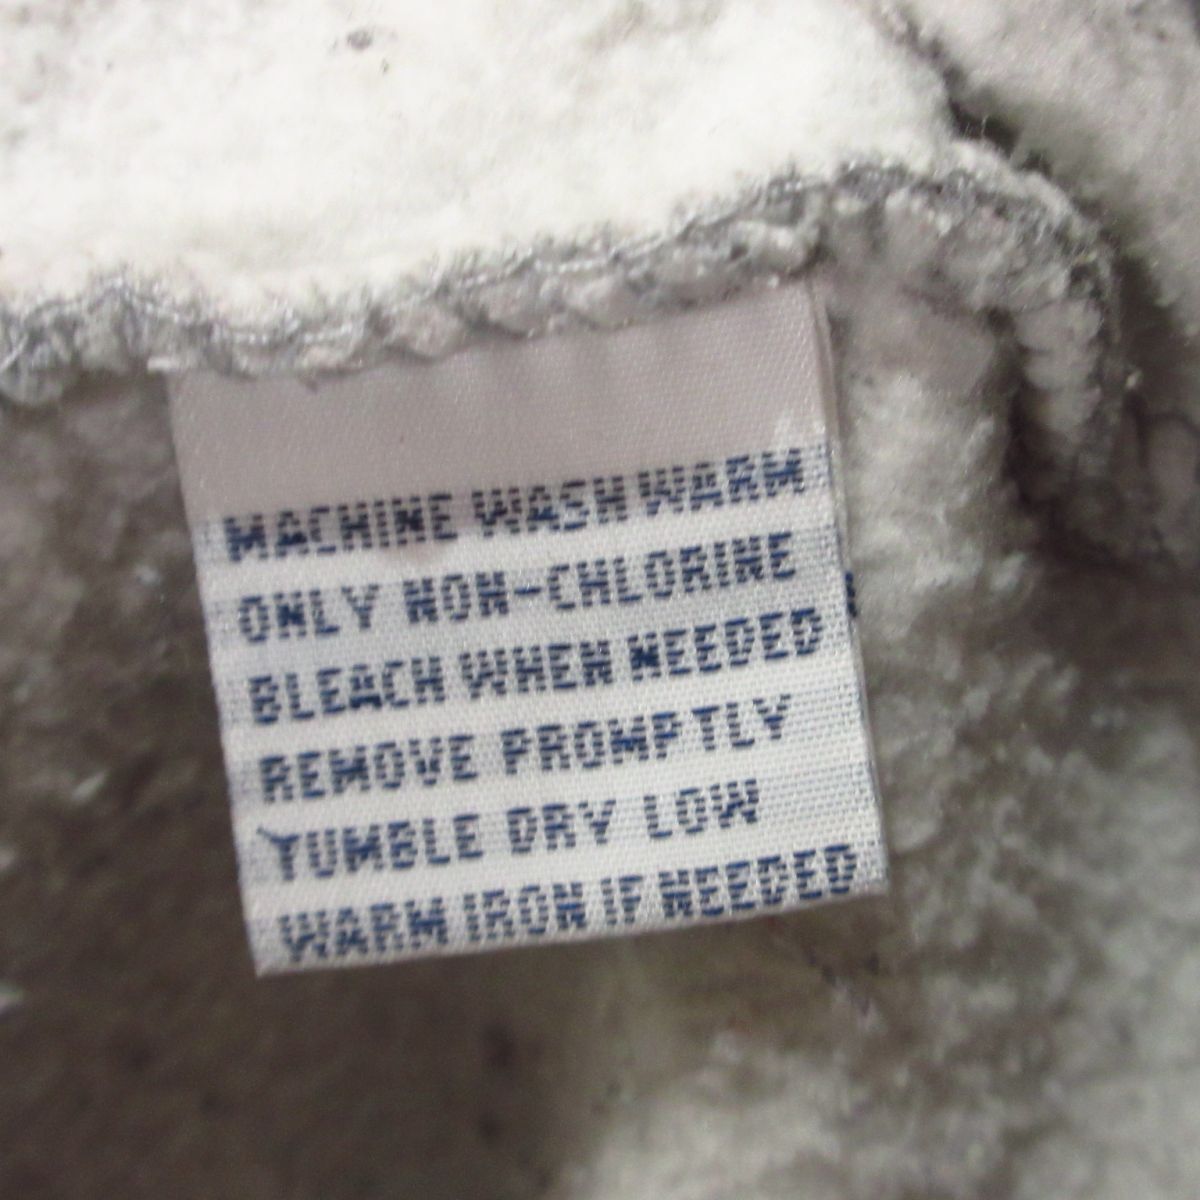 MACHINE WASH WARM
ONLY NON-CHLORINE
BLEACH WHEN NEEDED
REMOVE PROMPTLY
TUMBLE DRY LOW
WARM IRON IF NEEDED